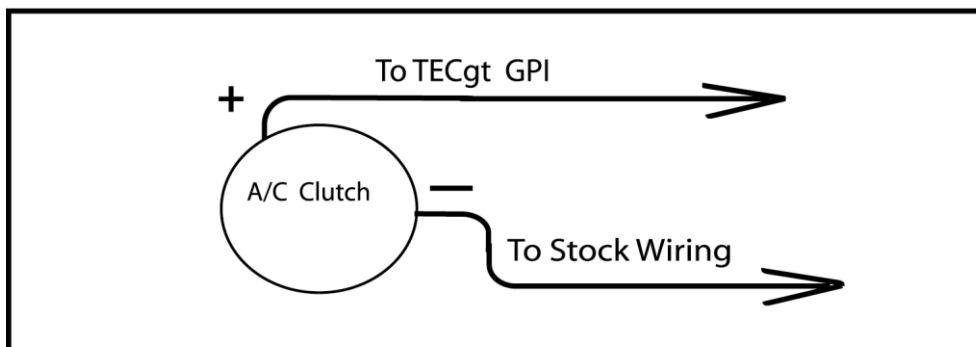 To TECgt GPI
+
A/C Clutch
—
To Stock Wiring